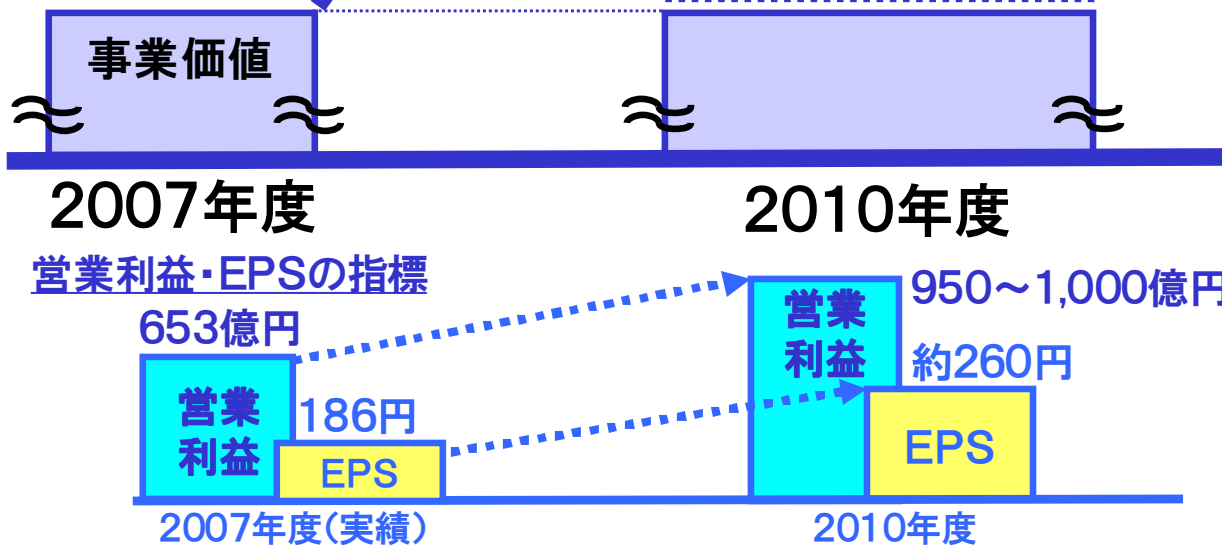 事業価値
2007年度
2010年度
営業利益・EPSの指標
653億円
営業
利益
186円
EPS
950～1,000億円
営業
利益
約260円
EPS
2007年度(実績)
2010年度